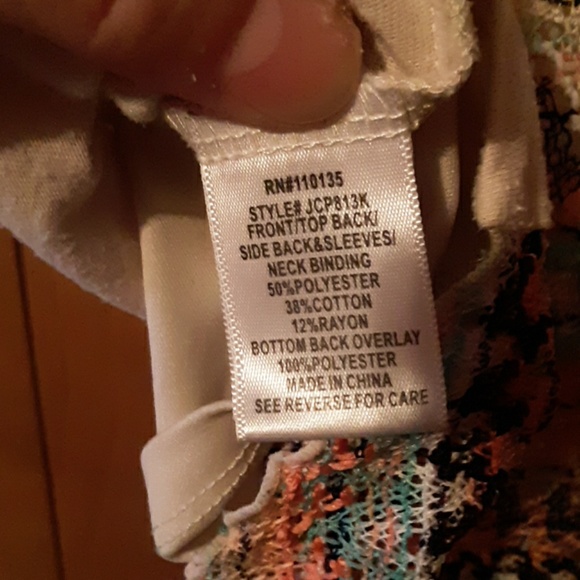 RN#110135
STYLE# JCP813K
FRONT/TOP BACK/
SIDE BACK&SLEEVES/
NECK BINDING
50%POLYESTER
38%COTTON
12%RAYON
BOTTOM BACK OVERLAY
100%POLYESTER
MADE IN CHINA
SEE REVERSE FOR CARE